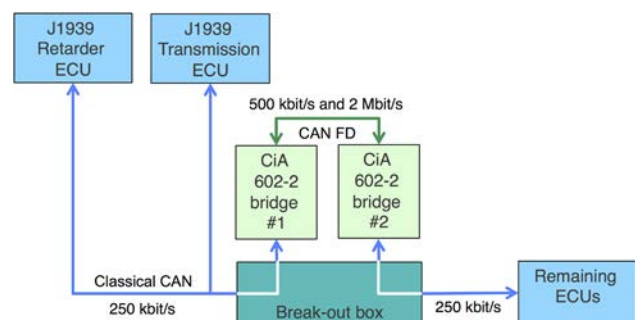 J1939
Retarder
ECU
J1939
Transmission
ECU
500 kbit/s and 2 Mbit/s
CAN FD
CiA
602-2
bridge
#1
CiA
602-2
bridge
#2
Classical CAN
250 kbit/s
Break-out box
250 kbit/s
Remaining
ECUs